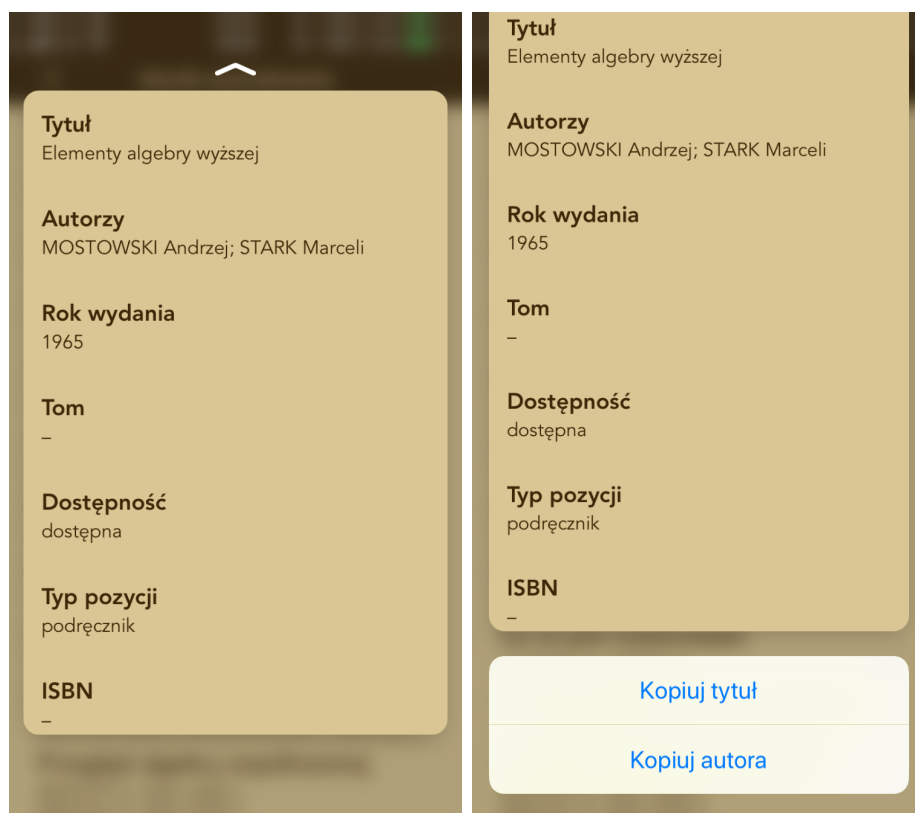 Tytuł
Elementy algebry wyższej
Autorzy
MOSTOWSKI Andrzej; STARK Marceli
Rok wydania
1965
Tom
–
Dostępność
dostępna
Typ pozycji
podręcznik
ISBN
–
Tytuł
Elementy algebry wyższej
Autorzy
MOSTOWSKI Andrzej; STARK Marceli
Rok wydania
1965
Tom
–
Dostępność
dostępna
Typ pozycji
podręcznik
ISBN
–
Kopiuj tytuł
Kopiuj autora